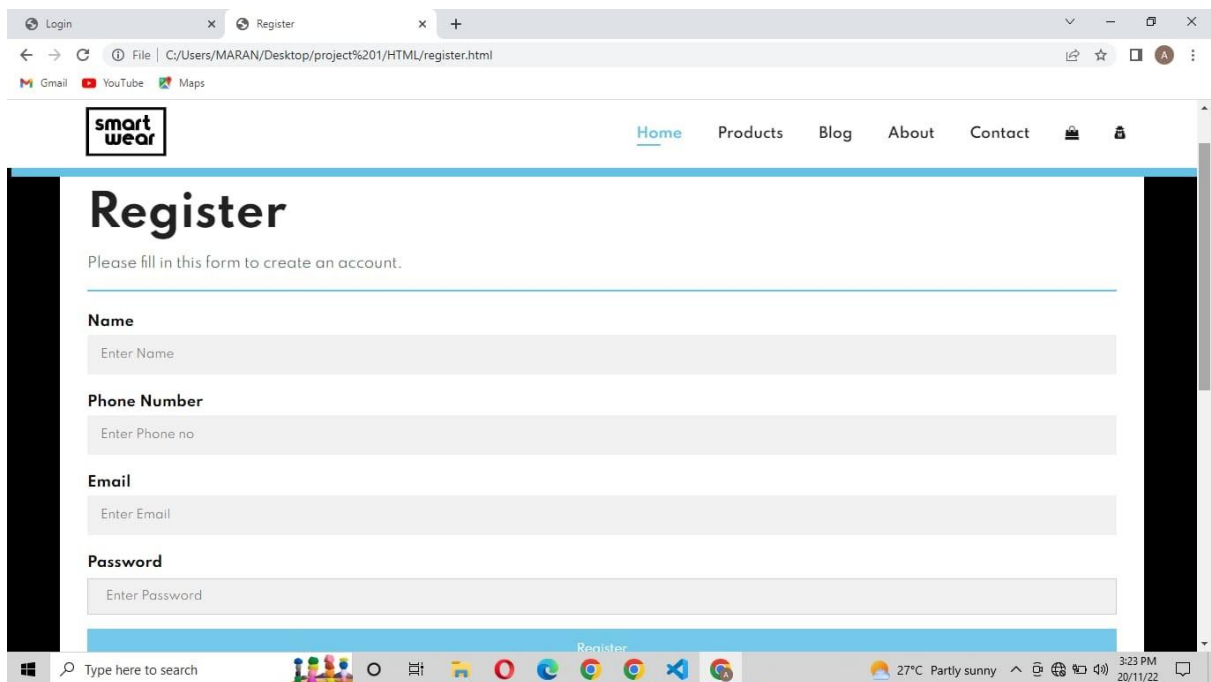 Login
Register
File | C:/Users/MARAN/Desktop/project%201/HTML/register.html
A
Gmail YouTube Maps
smart
wear
Home Products Blog About Contact
Register
Please fill in this form to create an account.
Name
Enter Name
Phone Number
Enter Phone no
Email
Enter Email
Password
Enter Password
Register
Type here to search
27°C Partly sunny
3:23 PM
20/11/22